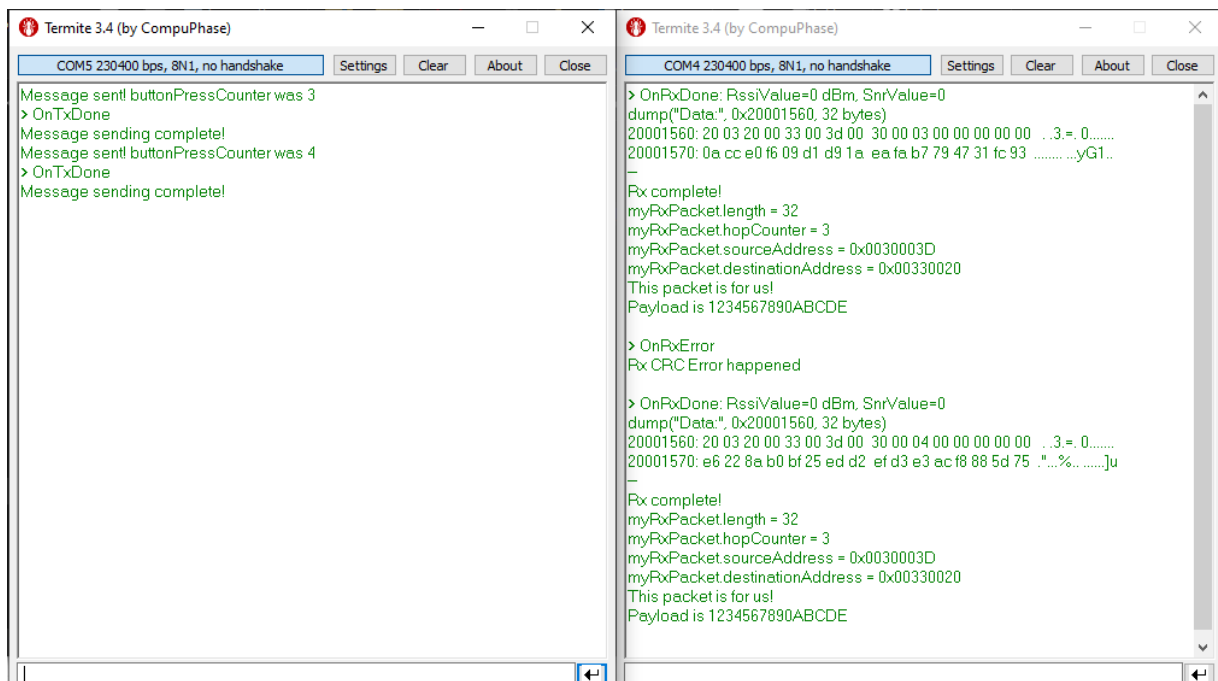 Termite 3.4 (by CompuPhase)
COM5 230400 bps, 8N1, no handshake Settings Clear About Close
Message sent! buttonPressCounter was 3
> OnTxDone
Message sending complete!
Message sent! buttonPressCounter was 4
> OnTxDone
Message sending complete!
Termite 3.4 (by CompuPhase)
COM4 230400 bps, 8N1, no handshake Settings Clear About Close
> OnRxDone: RssiValue=0 dBm, SnrValue=0
dump("Data:", 0x20001560, 32 bytes)
20001560: 20 03 20 00 33 00 3d 00  30 00 03 00 00 00 00 00  . .3.=. 0.......
20001570: 0a cc e0 f6 09 d1 d9 1a  ea fa b7 79 47 31 fc 93  ........ ...yG1..
--
Rx complete!
myRxPacket.length = 32
myRxPacket.hopCounter = 3
myRxPacket.sourceAddress = 0x0030003D
myRxPacket.destinationAddress = 0x00330020
This packet is for us!
Payload is 1234567890ABCDE
> OnRxError
Rx CRC Error happened
> OnRxDone: RssiValue=0 dBm, SnrValue=0
dump("Data:", 0x20001560, 32 bytes)
20001560: 20 03 20 00 33 00 3d 00  30 00 04 00 00 00 00 00  . .3.=. 0.......
20001570: e6 22 8a b0 bf 25 ed d2  ef d3 e3 ac f8 88 5d 75  ."...%.. ......]u
--
Rx complete!
myRxPacket.length = 32
myRxPacket.hopCounter = 3
myRxPacket.sourceAddress = 0x0030003D
myRxPacket.destinationAddress = 0x00330020
This packet is for us!
Payload is 1234567890ABCDE